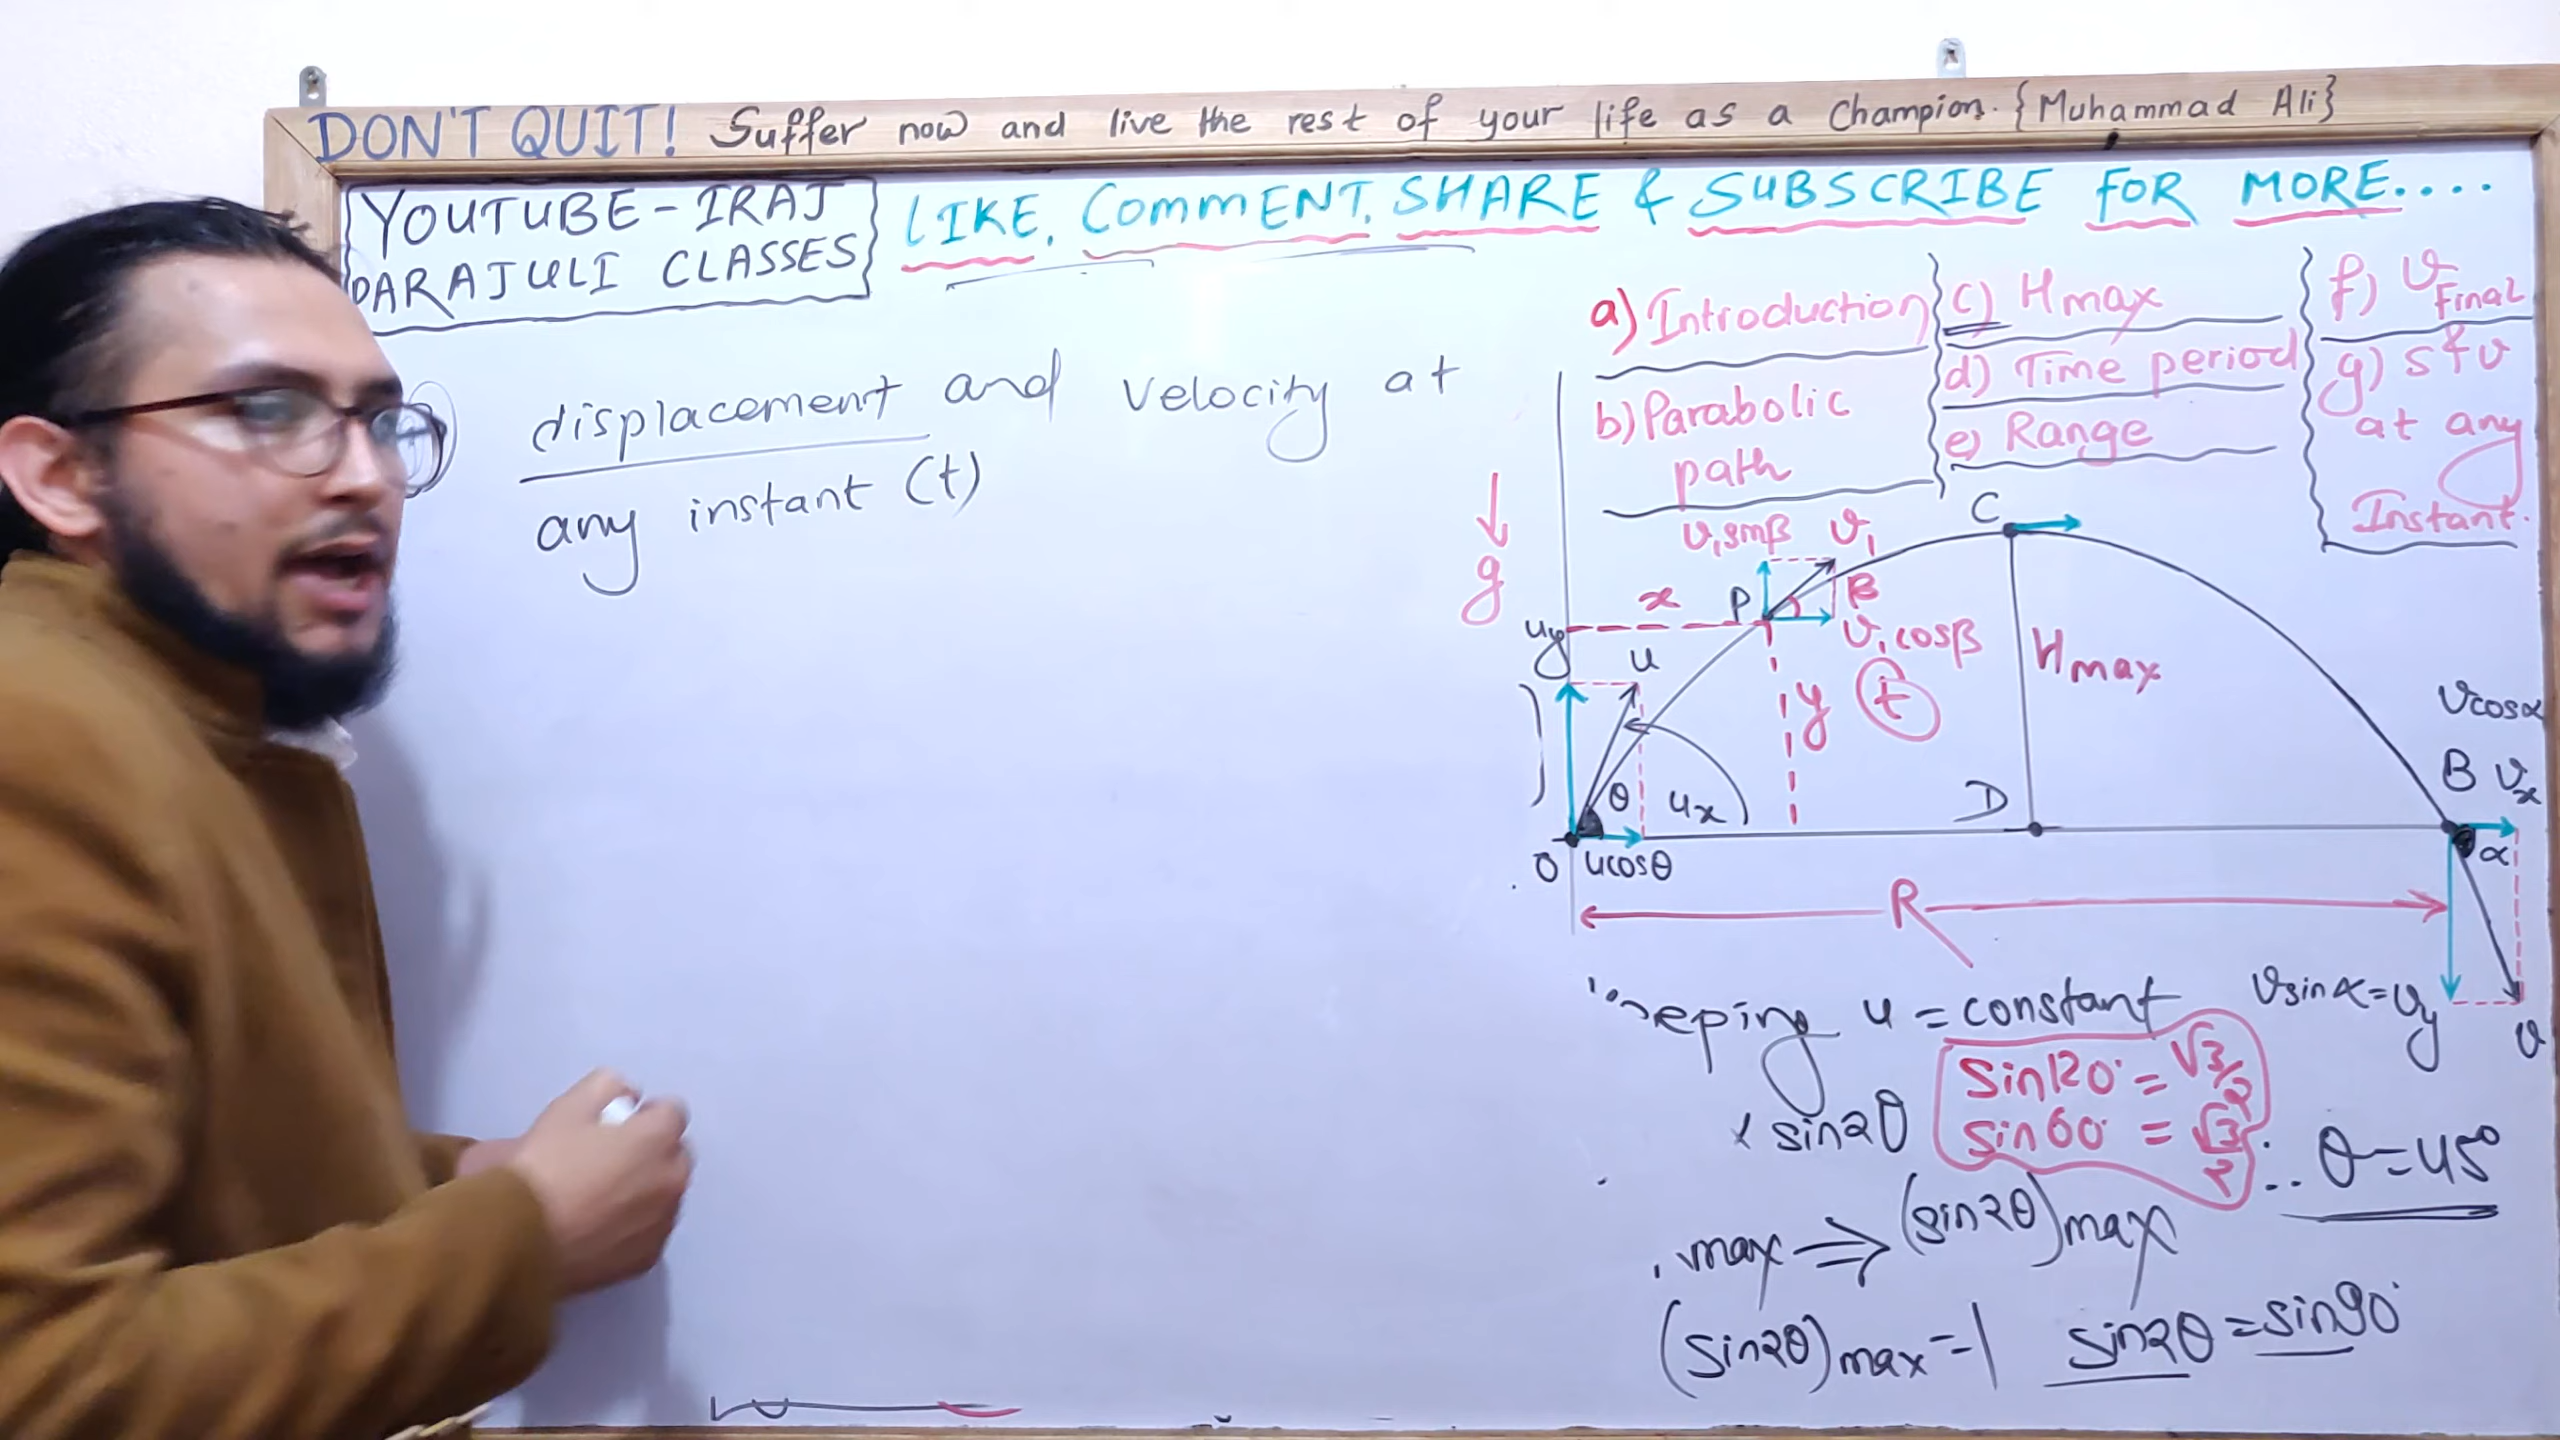 DON'T QUIT! Suffer now and live the rest of your life as a Champion. {Muhammad Ali}
YOUTUBE-IRAJ
PARAJULI CLASSES
LIKE, COMMENT, SHARE & SUBSCRIBE FOR MORE....
displacement and velocity at
any instant (t)
a) Introduction
b) Parabolic
path
c) Hmax
d) Time period
e) Range
f) v Final
g) s & v
at any
Instant.
g
v₁sinβ
v₁
C
x
P
β
v₁cosβ
uy
u
y
t
Hmax
θ
ux
D
vcosα
B vx
O
ucosθ
α
R
vsinα=vy
v
eeping u = constant
sin2θ
Sin120° = √3/2
Sin60° = √3/2
∴ θ=45°
max ⇒ (sin2θ)max
(sin2θ)max=1
sin2θ=sin90°